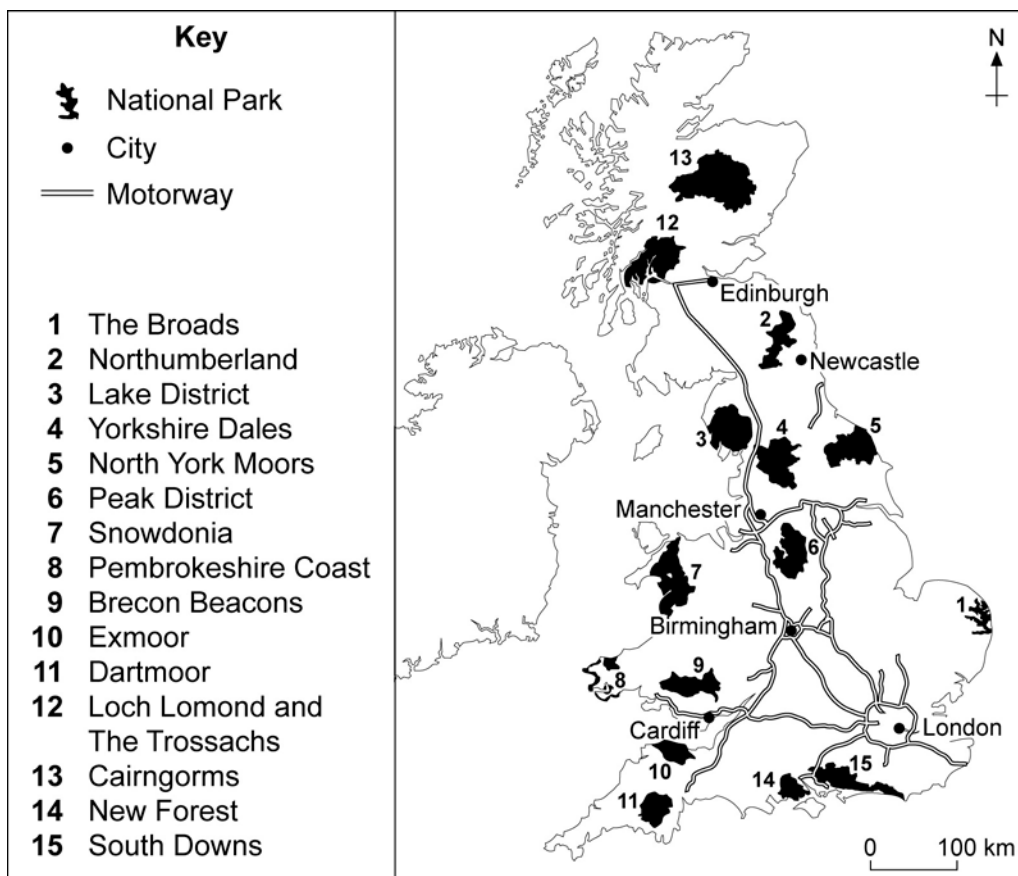 Key
National Park
City
Motorway
1 The Broads
2 Northumberland
3 Lake District
4 Yorkshire Dales
5 North York Moors
6 Peak District
7 Snowdonia
8 Pembrokeshire Coast
9 Brecon Beacons
10 Exmoor
11 Dartmoor
12 Loch Lomond and
The Trossachs
13 Cairngorms
14 New Forest
15 South Downs
N
13
12
Edinburgh
2
Newcastle
3
4
5
Manchester
6
7
1
Birmingham
9
8
Cardiff
London
10
15
14
11
0 100 km